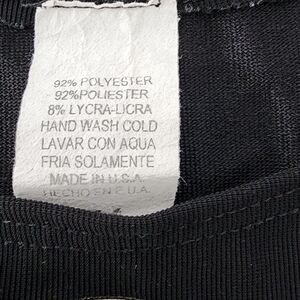 92% POLYESTER
92%POLIESTER
8% LYCRA-LICRA
HAND WASH COLD
LAVAR CON AQUA
FRIA SOLAMENTE
MADE IN U.S.A.
HECHO EN E.U.A.